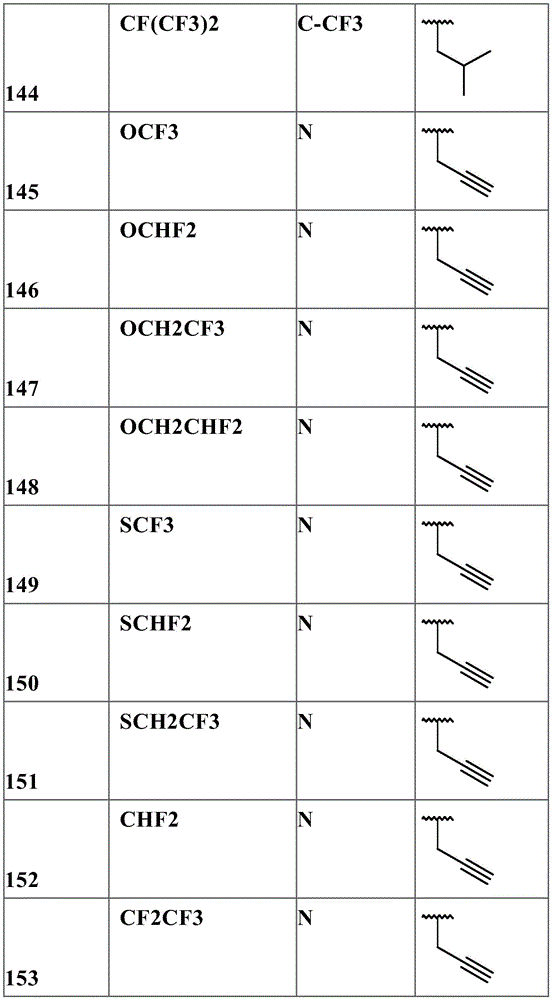 CF(CF3)2 C-CF3
144
OCF3 N
145
OCHF2 N
146
OCH2CF3 N
147
OCH2CHF2 N
148
SCF3 N
149
SCHF2 N
150
SCH2CF3 N
151
CHF2 N
152
CF2CF3 N
153